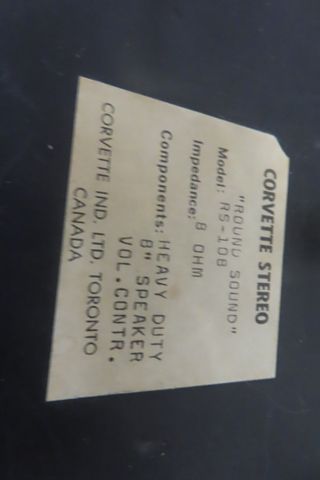 CORVETTE STEREO
"ROUND SOUND"
Model: RS-108
Impedance: 8 OHM
Components: HEAVY DUTY
8" SPEAKER
VOL.CONTR.
CORVETTE IND. LTD. TORONTO
CANADA